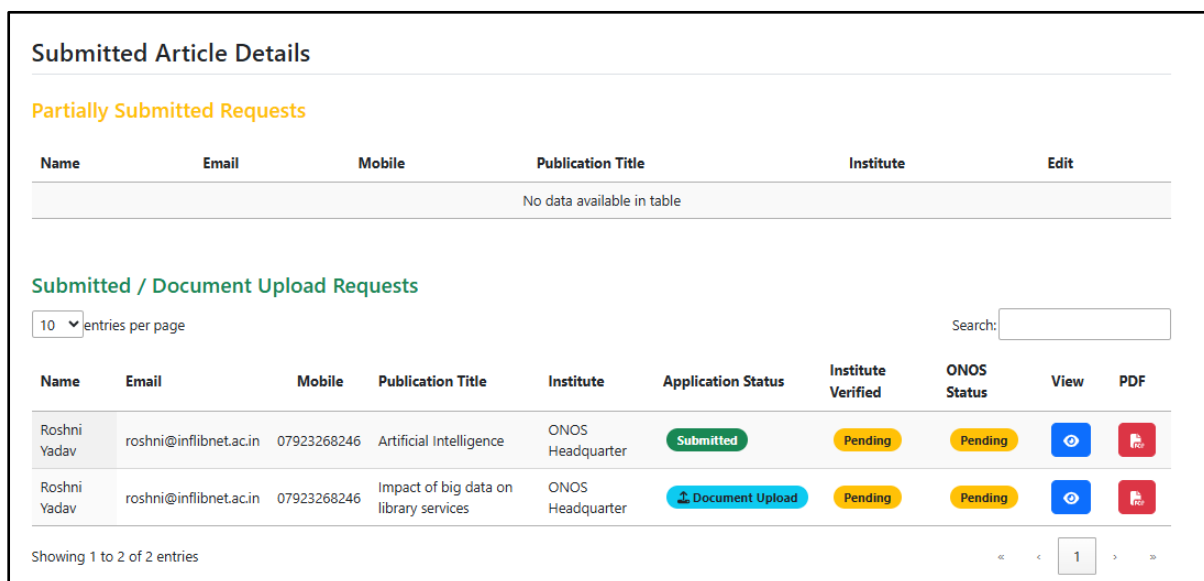 Submitted Article Details
Partially Submitted Requests
Name Email Mobile Publication Title Institute Edit
No data available in table
Submitted / Document Upload Requests
10 entries per page Search:
Name Email Mobile Publication Title Institute Application Status Institute Verified ONOS Status View PDF
Roshni Yadav roshni@inflibnet.ac.in 07923268246 Artificial Intelligence ONOS Headquarter Submitted Pending Pending
Roshni Yadav roshni@inflibnet.ac.in 07923268246 Impact of big data on library services ONOS Headquarter Document Upload Pending Pending
Showing 1 to 2 of 2 entries « ‹ 1 › »